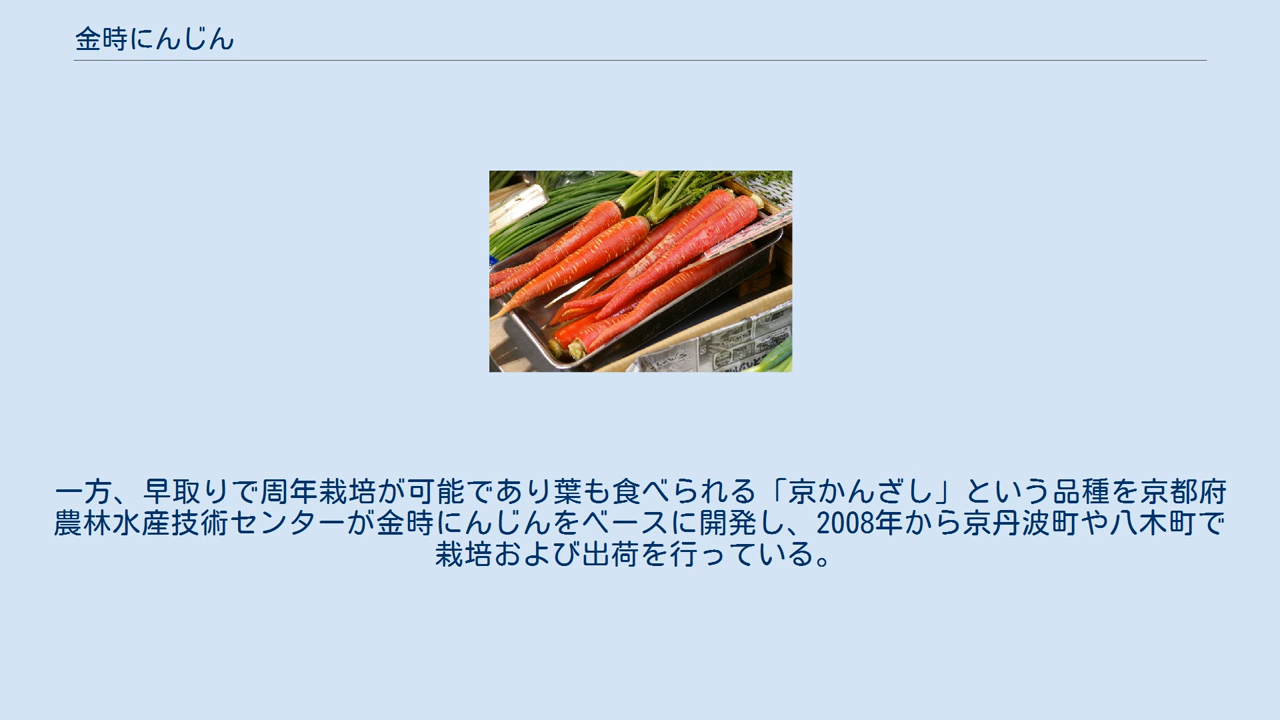 金時にんじん
一方、早取りで周年栽培が可能であり葉も食べられる「京かんざし」という品種を京都府
農林水産技術センターが金時にんじんをベースに開発し、2008年から京丹波町や八木町で
栽培および出荷を行っている。